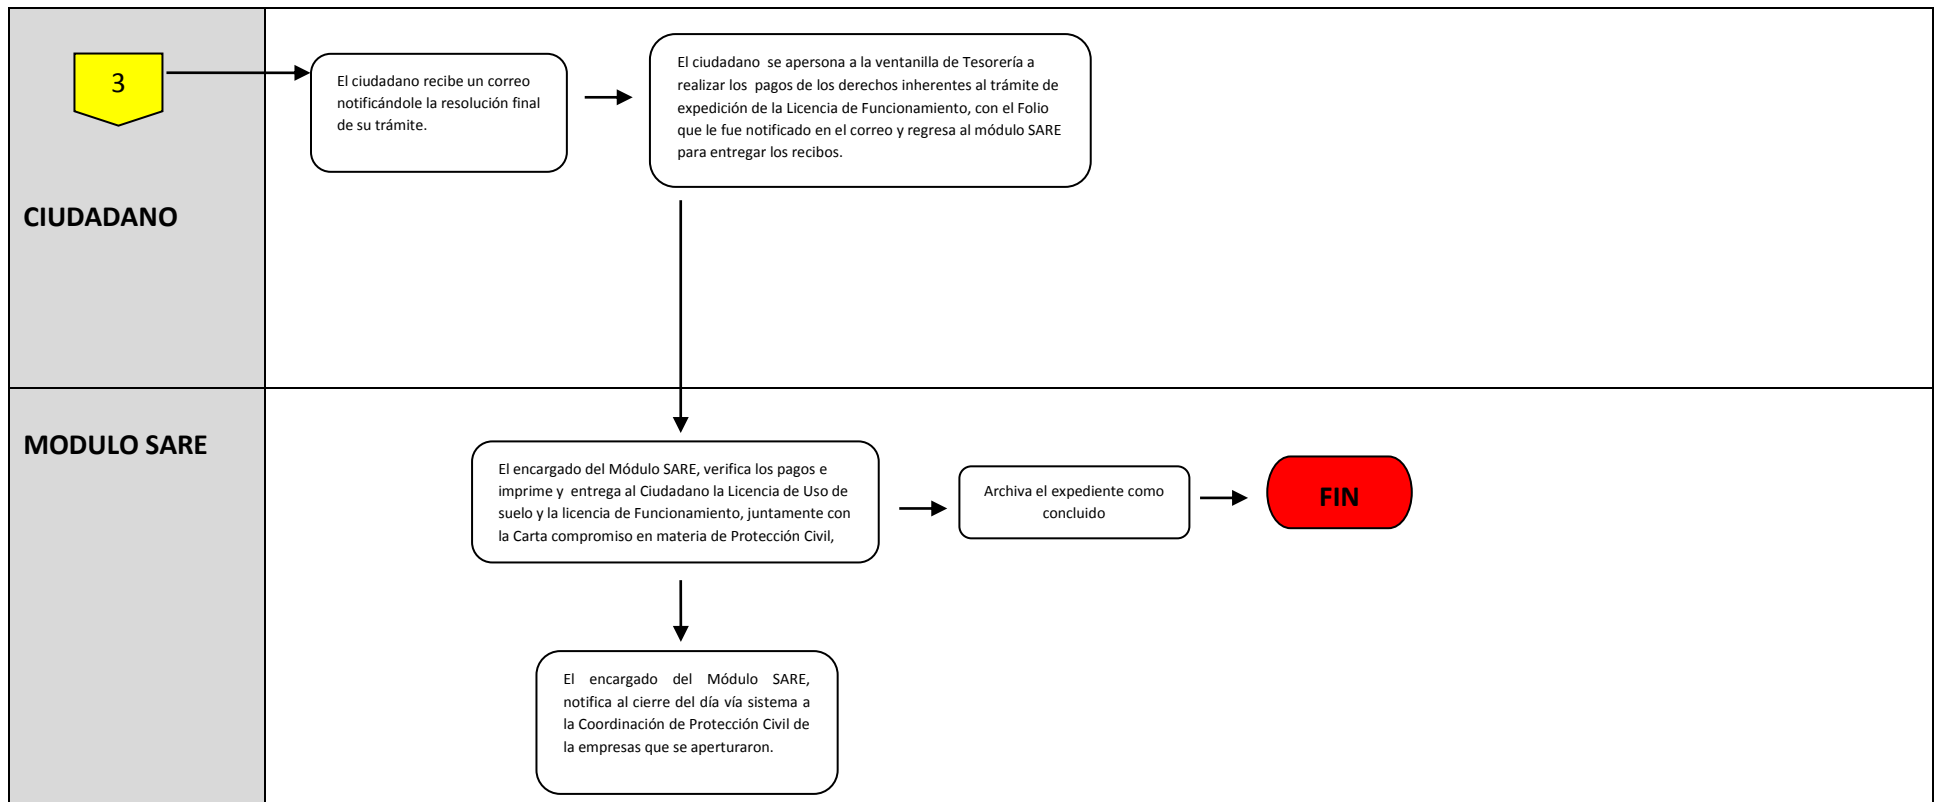 3
CIUDADANO
El ciudadano recibe un correo
notificándole la resolución final
de su trámite.
El ciudadano se apersona a la ventanilla de Tesorería a
realizar los pagos de los derechos inherentes al trámite de
expedición de la Licencia de Funcionamiento, con el Folio
que le fue notificado en el correo y regresa al módulo SARE
para entregar los recibos.
MODULO SARE
El encargado del Módulo SARE, verifica los pagos e
imprime y entrega al Ciudadano la Licencia de Uso de
suelo y la licencia de Funcionamiento, juntamente con
la Carta compromiso en materia de Protección Civil,
Archiva el expediente como
concluido
FIN
El encargado del Módulo SARE,
notifica al cierre del día vía sistema a
la Coordinación de Protección Civil de
la empresas que se aperturaron.